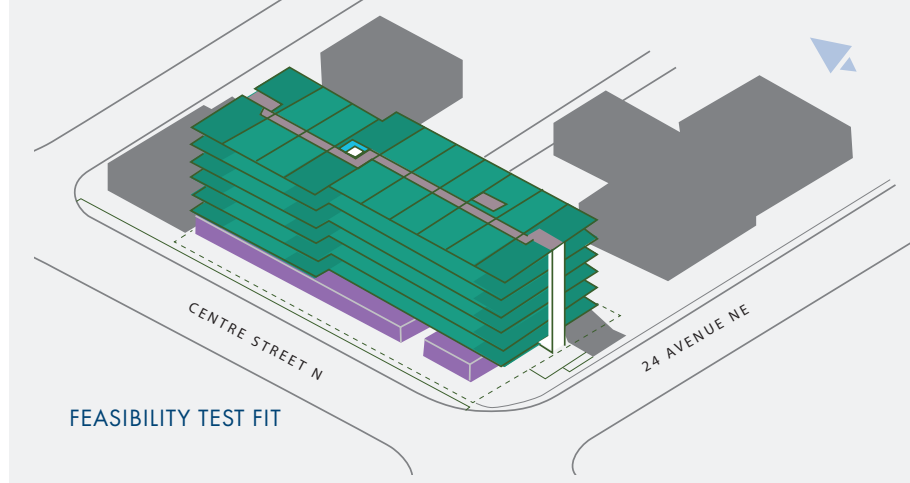 CENTRE STREET N
24 AVENUE NE
FEASIBILITY TEST FIT